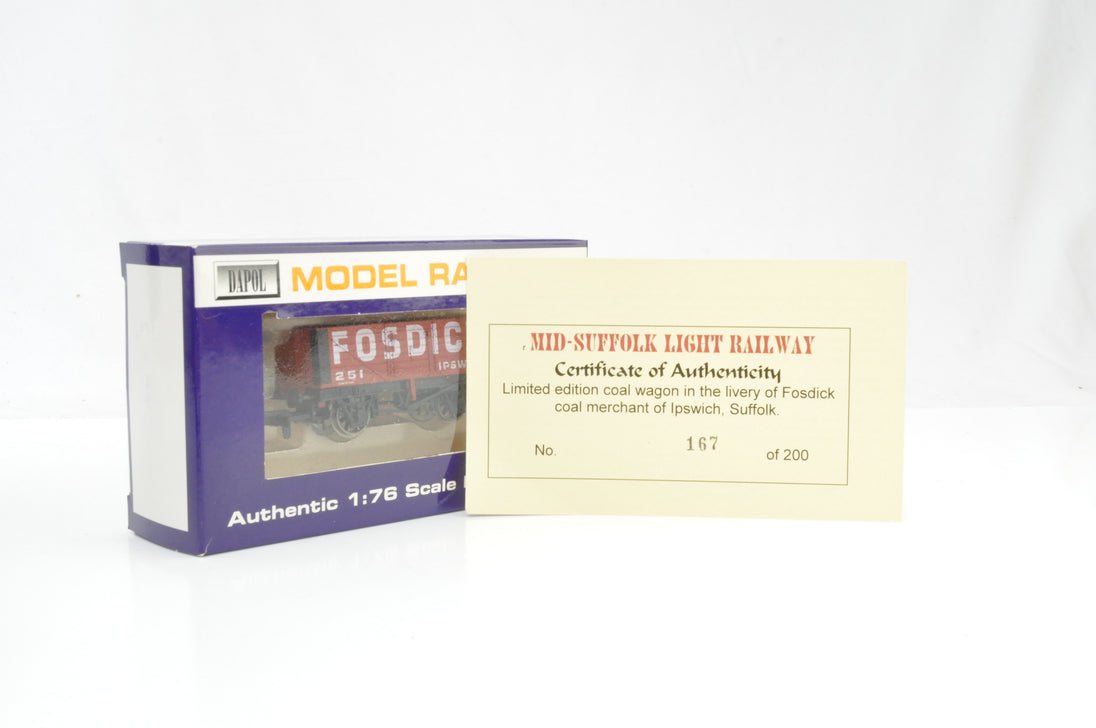 DAPOL
MODEL RA
FOSDIC
251 IPSW
Authentic 1:76 Scale
MID-SUFFOLK LIGHT RAILWAY
Certificate of Authenticity
Limited edition coal wagon in the livery of Fosdick
coal merchant of Ipswich, Suffolk.
No. 167 of 200